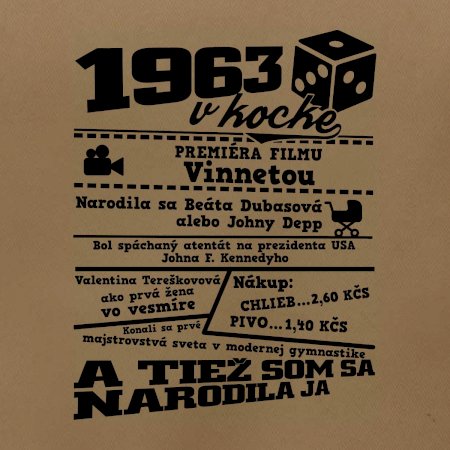 1963
v kocke
PREMIÉRA FILMU
Vinnetou
Narodila sa Beáta Dubasová
alebo Johny Depp
Bol spáchaný atentát na prezidenta USA
Johna F. Kennedyho
Valentina Tereškovová
ako prvá žena
vo vesmíre
Nákup:
CHLIEB...2,60 KČS
PIVO...1,40 KČS
Konali sa prvé
majstrovstvá sveta v modernej gymnastike
A TIEŽ SOM SA
NARODILA JA